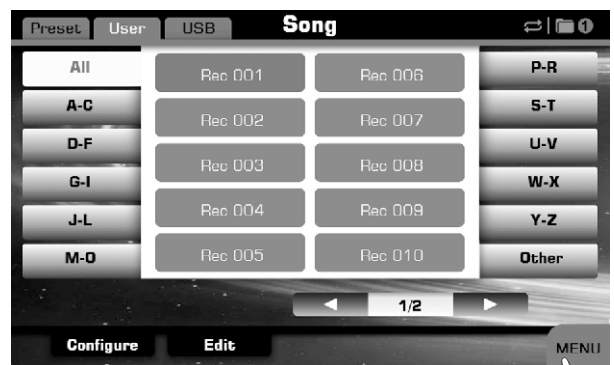 Preset User USB Song 1
All Rec 001 Rec 006 P-R
A-C Rec 002 Rec 007 S-T
D-F Rec 003 Rec 008 U-V
G-I W-X
J-L Rec 004 Rec 009 Y-Z
M-O Rec 005 Rec 010 Other
1/2
Configure Edit MENU